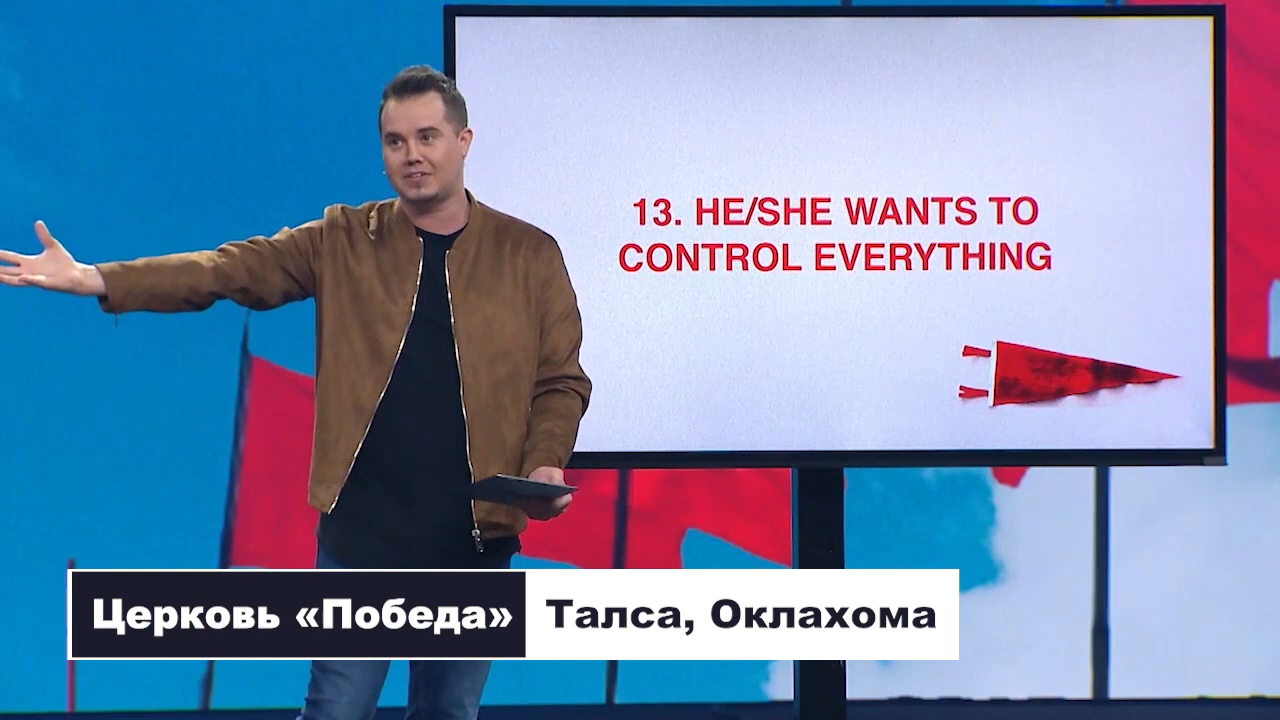 13. HE/SHE WANTS TO
CONTROL EVERYTHING
Церковь «Победа» Талса, Оклахома